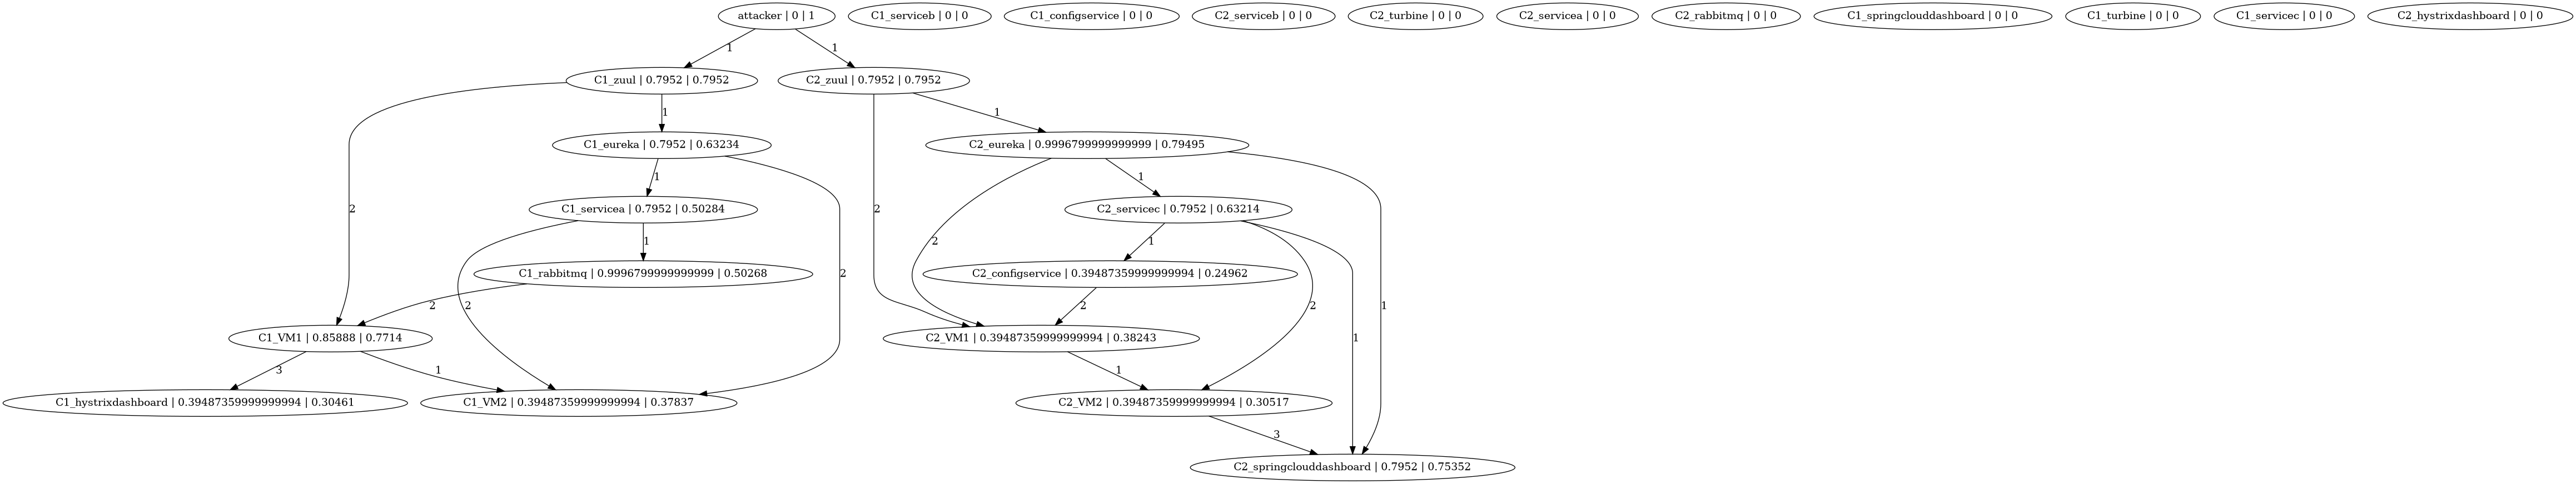 attacker | 0 | 1
C1_serviceb | 0 | 0
C1_configservice | 0 | 0
C2_serviceb | 0 | 0
C2_turbine | 0 | 0
C2_servicea | 0 | 0
C2_rabbitmq | 0 | 0
C1_springclouddashboard | 0 | 0
C1_turbine | 0 | 0
C1_servicec | 0 | 0
C2_hystrixdashboard | 0 | 0
1
1
C1_zuul | 0.7952 | 0.7952
C2_zuul | 0.7952 | 0.7952
1
1
C1_eureka | 0.7952 | 0.63234
C2_eureka | 0.9996799999999999 | 0.79495
1
1
2
C1_servicea | 0.7952 | 0.50284
2
C2_servicec | 0.7952 | 0.63214
1
2
1
C1_rabbitmq | 0.9996799999999999 | 0.50268
2
C2_configservice | 0.39487359999999994 | 0.24962
2
2
2
2
1
C1_VM1 | 0.85888 | 0.7714
C2_VM1 | 0.39487359999999994 | 0.38243
1
3
1
1
C1_hystrixdashboard | 0.39487359999999994 | 0.30461
C1_VM2 | 0.39487359999999994 | 0.37837
C2_VM2 | 0.39487359999999994 | 0.30517
3
C2_springclouddashboard | 0.7952 | 0.75352